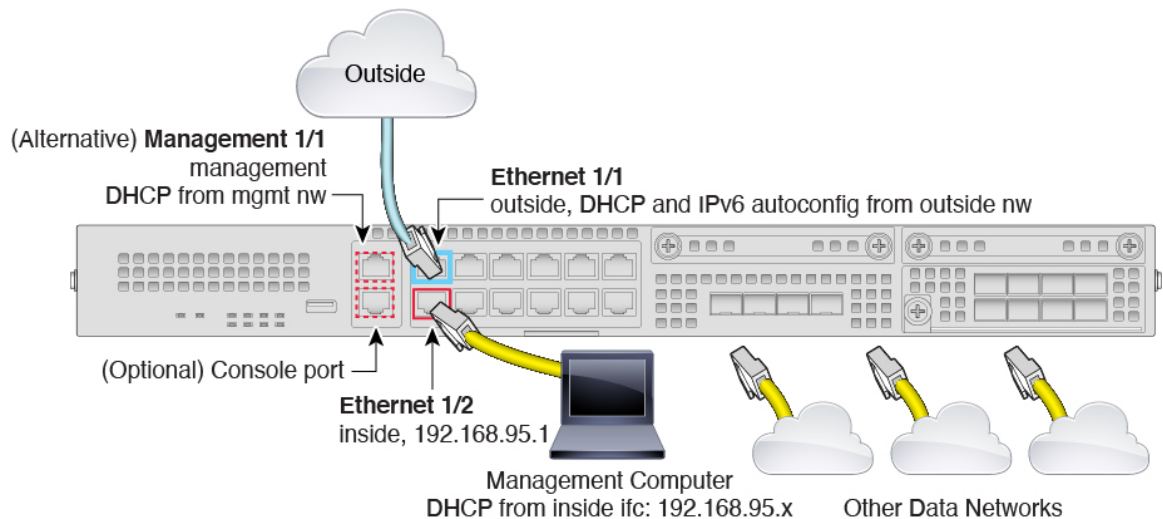 Outside
(Alternative) Management 1/1
management
DHCP from mgmt nw
Ethernet 1/1
outside, DHCP and IPv6 autoconfig from outside nw
(Optional) Console port
Ethernet 1/2
inside, 192.168.95.1
Management Computer
DHCP from inside ifc: 192.168.95.x
Other Data Networks